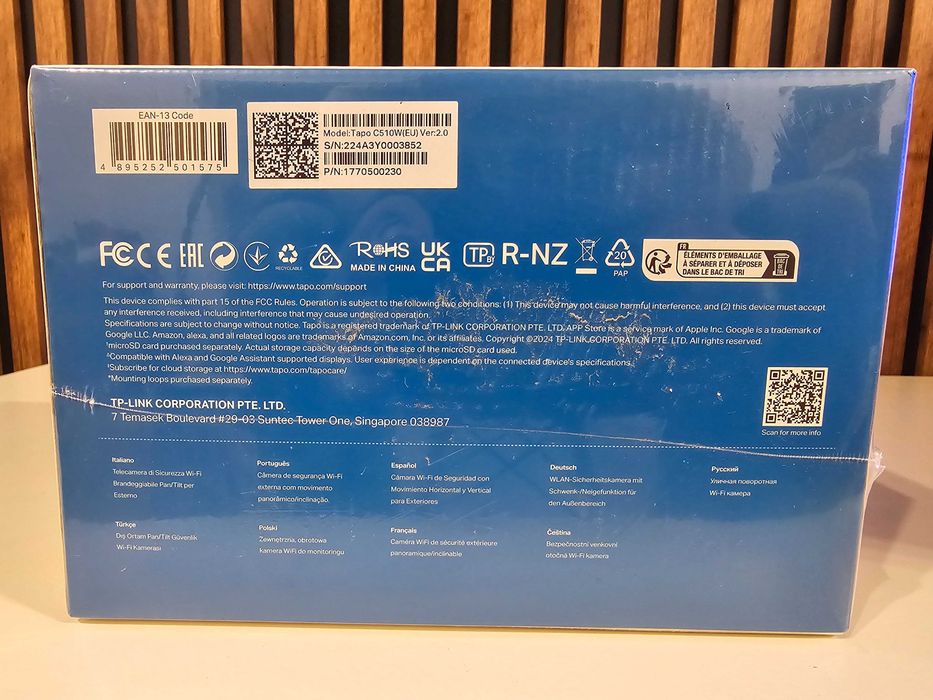 EAN-13 Code
4 895252 501575
Model:Tapo C510W(EU) Ver:2.0
S/N:224A3Y0003852
P/N:1770500230
FC CE EAC
RECYCLABLE
RoHS
MADE IN CHINA
UK
CA
TP BY
R-NZ
20
PAP
FR
ÉLÉMENTS D'EMBALLAGE
À SÉPARER ET À DÉPOSER
DANS LE BAC DE TRI
BAC
DE
TRI
For support and warranty, please visit: https://www.tapo.com/support
This device complies with part 15 of the FCC Rules. Operation is subject to the following two conditions: (1) This device may not cause harmful interference, and (2) this device must accept
any interference received, including interference that may cause undesired operation.
Specifications are subject to change without notice. Tapo is a registered trademark of TP-LINK CORPORATION PTE. LTD. APP Store is a service mark of Apple Inc. Google is a trademark of
Google LLC. Amazon, alexa, and all related logos are trademarks of Amazon.com, Inc. or its affiliates. Copyright ©2024 TP-LINK CORPORATION PTE. LTD. All rights reserved.
microSD card purchased separately. Actual storage capacity depends on the size of the microSD card used.
Compatible with Alexa and Google Assistant supported displays. User experience is dependent on the connected device's specifications.
Subscribe for cloud storage at https://www.tapo.com/tapocare/
Mounting loops purchased separately.
TP-LINK CORPORATION PTE. LTD.
7 Temasek Boulevard #29-03 Suntec Tower One, Singapore 038987
Scan for more info
Italiano
Telecamera di Sicurezza Wi-Fi
Brandeggiabile Pan/Tilt per
Esterno
Português
Câmera de segurança Wi-Fi
externa com movimento
panorâmico/inclinação.
Español
Cámara Wi-Fi de Seguridad con
Movimiento Horizontal y Vertical
para Exteriores
Deutsch
WLAN-Sicherheitskamera mit
Schwenk-/Neigefunktion für
den Außenbereich
Русский
Уличная поворотная
Wi-Fi камера
Türkçe
Dış Ortam Pan/Tilt Güvenlik
Wi-Fi Kamerası
Polski
Zewnętrzna, obrotowa
kamera WiFi do monitoringu
Français
Caméra WiFi de sécurité extérieure
panoramique/inclinable
Čeština
Bezpečnostní venkovní
otočná Wi-Fi kamera